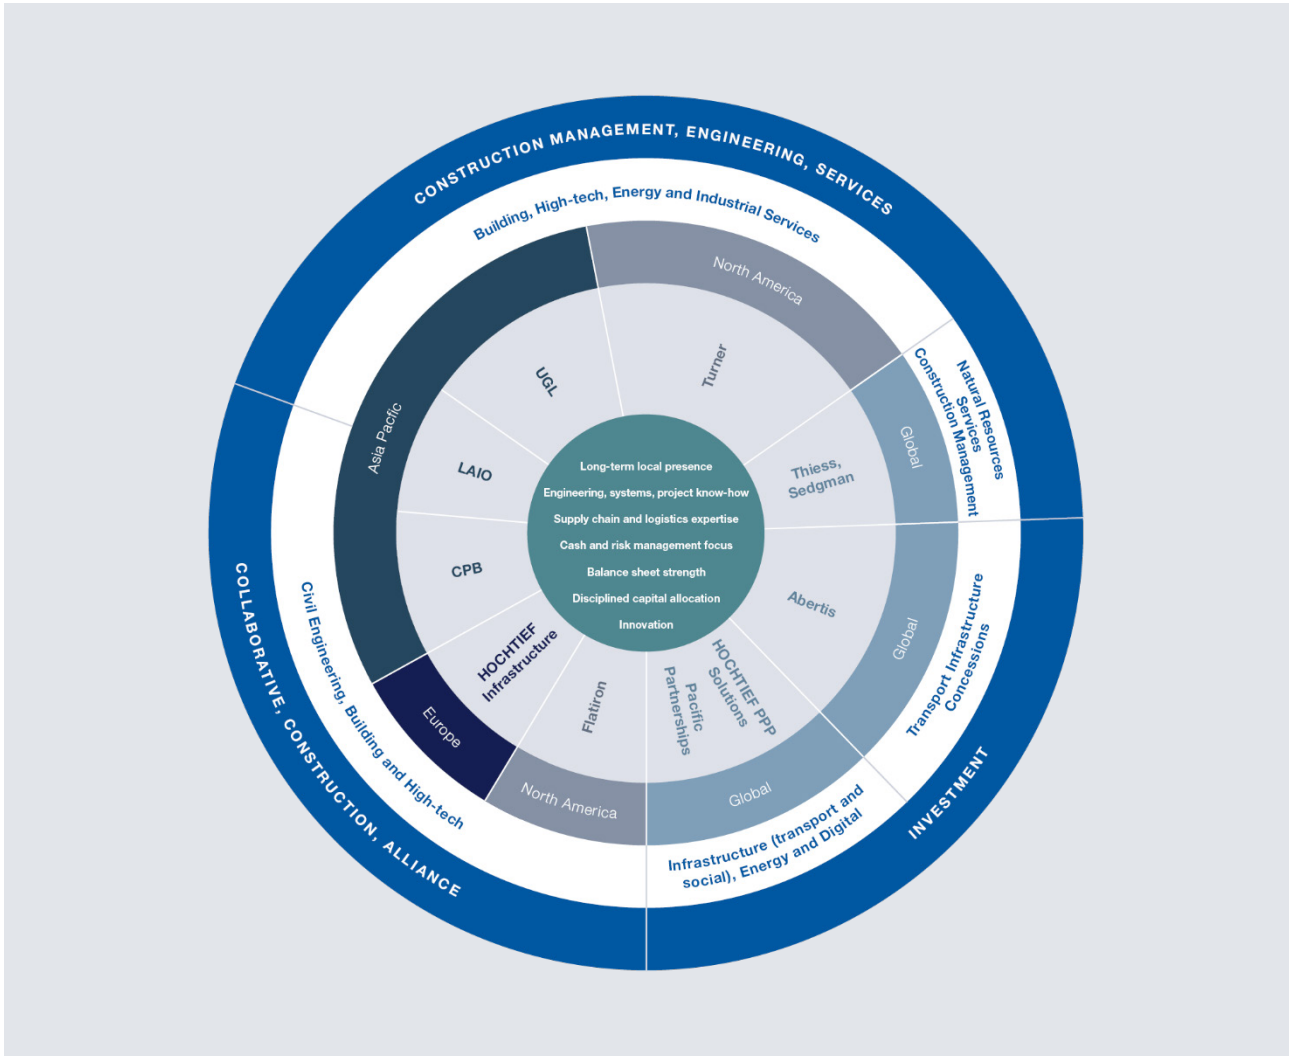 CONSTRUCTION MANAGEMENT, ENGINEERING, SERVICES
Building, High-tech, Energy and Industrial Services
North America
Asia Pacfic
Turner
UGL
LAIO
CPB
Natural Resources
Services
Construction Management
Global
Thiess,
Sedgman
Long-term local presence
Engineering, systems, project know-how
Supply chain and logistics expertise
Cash and risk management focus
Balance sheet strength
Disciplined capital allocation
Innovation
Abertis
Global
Transport Infrastructure
Concessions
INVESTMENT
HOCHTIEF PPP
Solutions
Pacific
Partnerships
Global
Infrastructure (transport and
social), Energy and Digital
Flatiron
North America
HOCHTIEF
Infrastructure
Europe
Civil Engineering, Building and High-tech
COLLABORATIVE, CONSTRUCTION, ALLIANCE